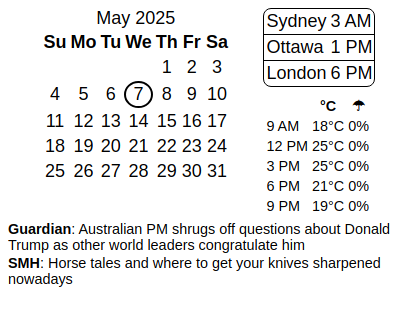 May 2025
Su Mo Tu We Th Fr Sa
1 2 3
4 5 6 7 8 9 10
11 12 13 14 15 16 17
18 19 20 21 22 23 24
25 26 27 28 29 30 31
Sydney 3 AM
Ottawa 1 PM
London 6 PM
°C ☂
9 AM 18°C 0%
12 PM 25°C 0%
3 PM 25°C 0%
6 PM 21°C 0%
9 PM 19°C 0%
Guardian: Australian PM shrugs off questions about Donald
Trump as other world leaders congratulate him
SMH: Horse tales and where to get your knives sharpened
nowadays